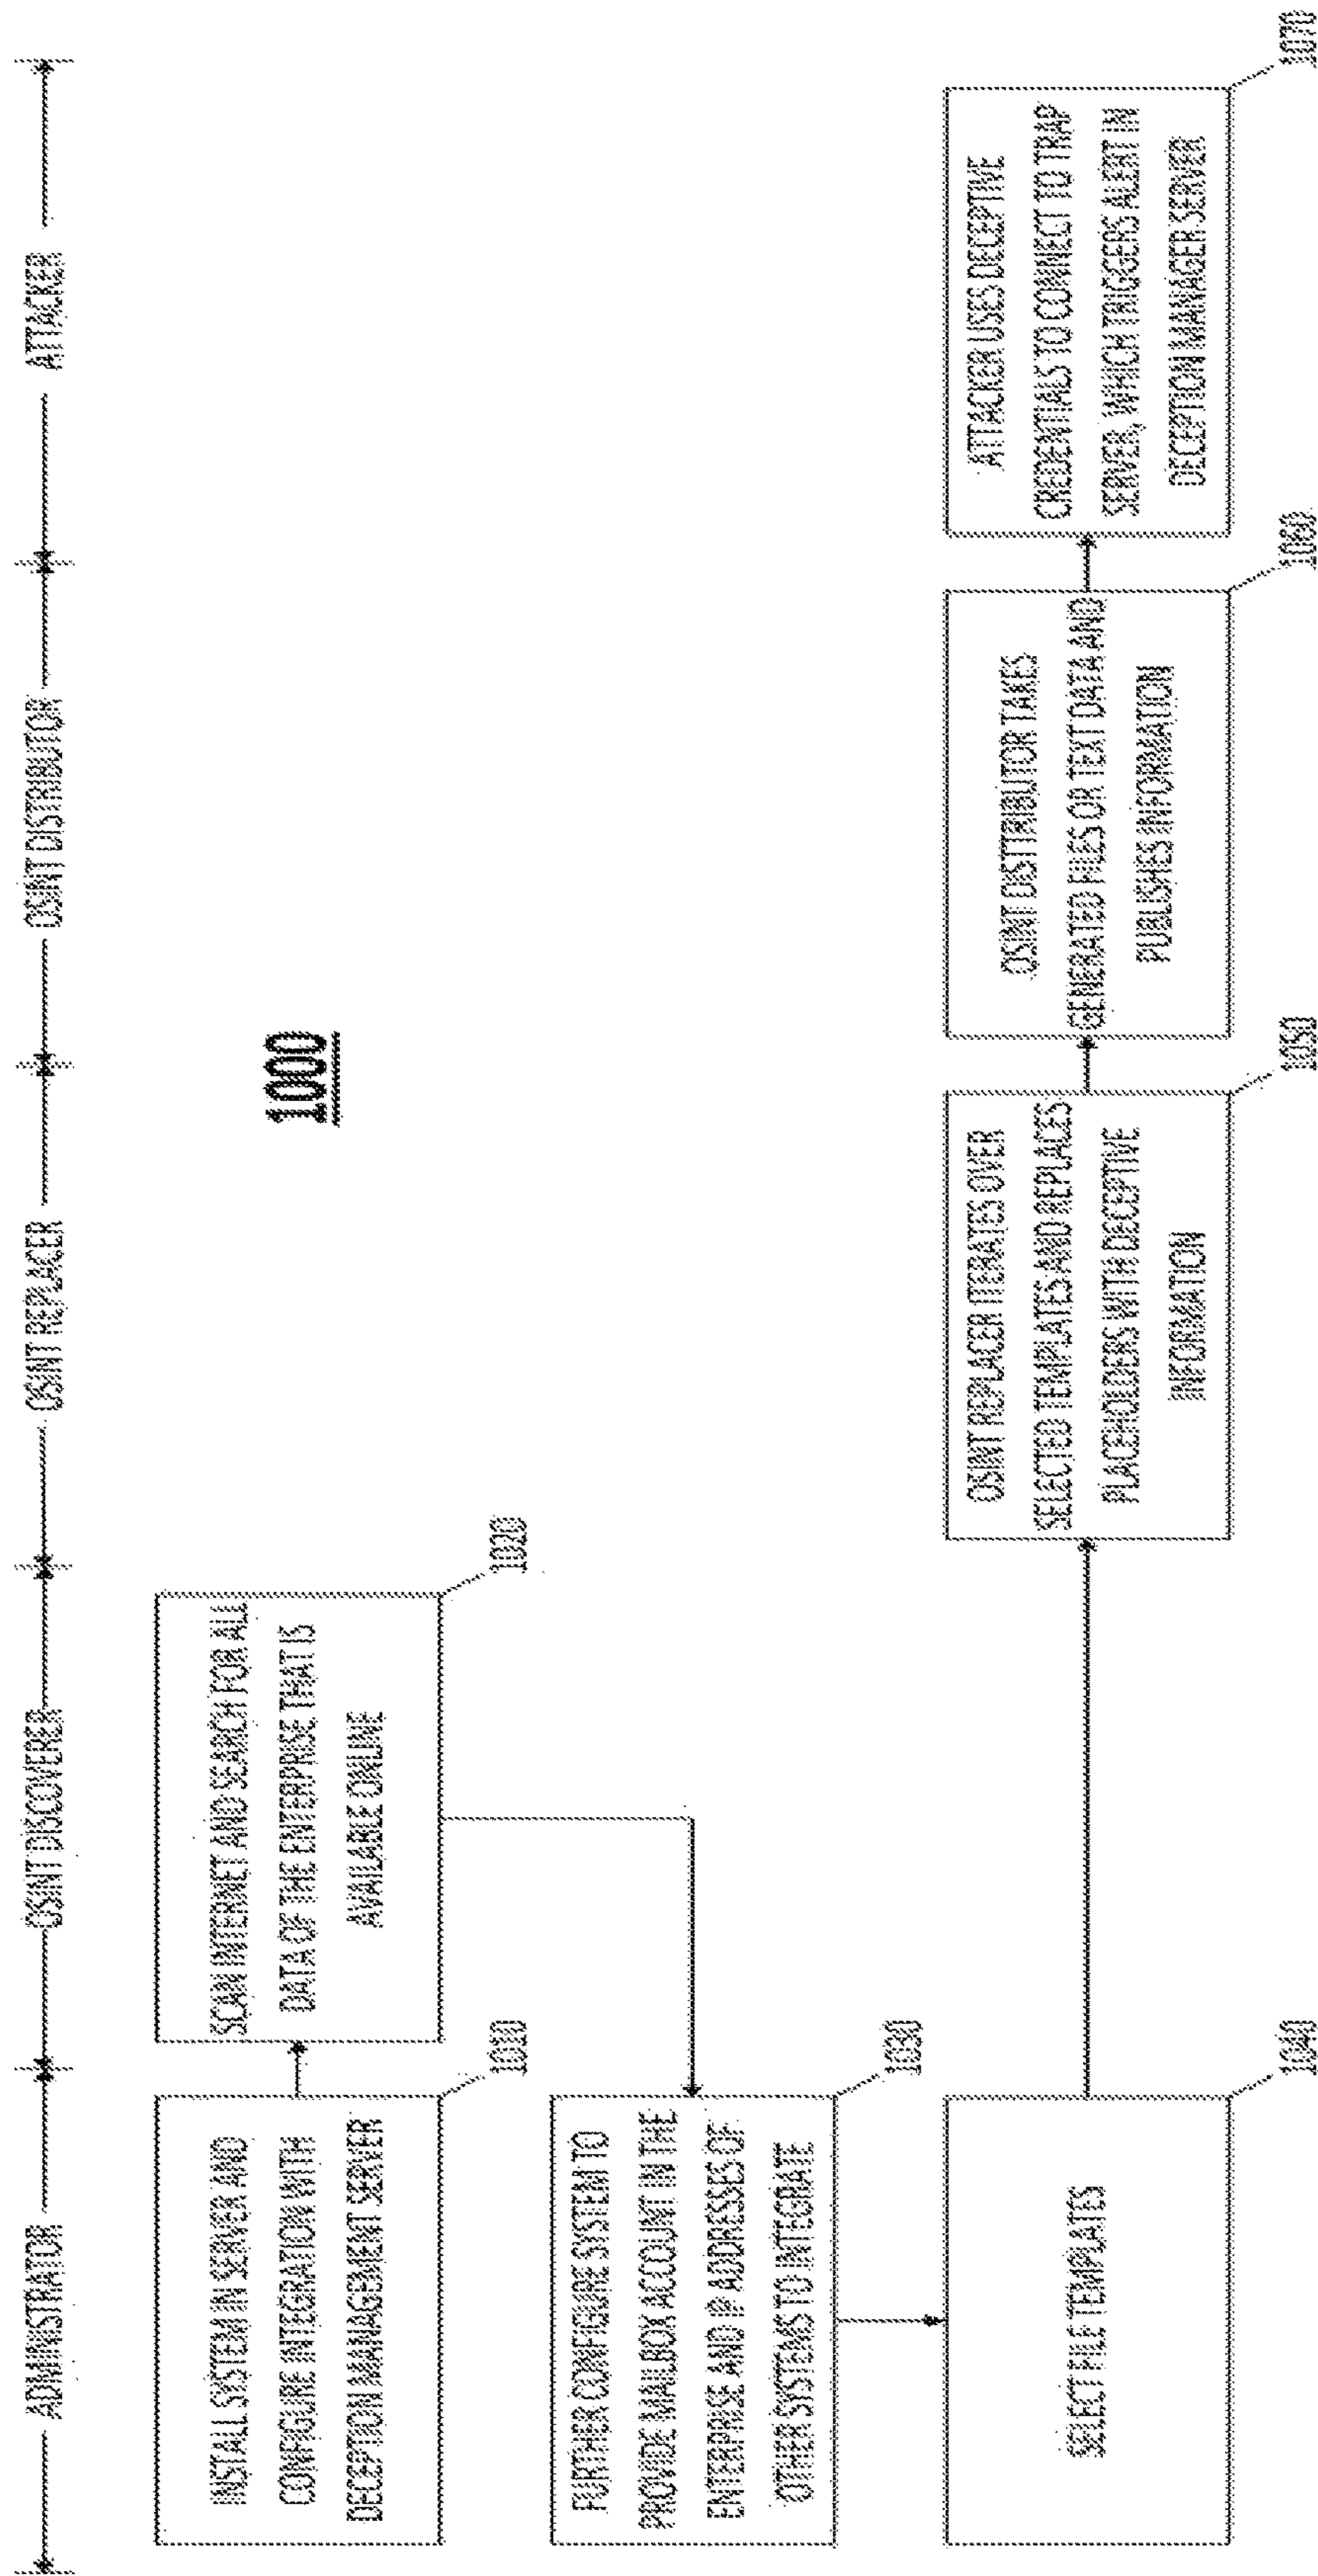 ADMINISTRATOR
OSINT DISCOVERER
OSINT REPLACER
OSINT DISTRIBUTOR
ATTACKER
1000
INSTALL SYSTEM IN SERVER AND
CONFIGURE INTEGRATION WITH
DECEPTION MANAGEMENT SERVER
1010
SCAN INTERNET AND SEARCH FOR ALL
DATA OF THE ENTERPRISE THAT IS
AVAILABLE ONLINE
1020
FURTHER CONFIGURE SYSTEM TO
PROVIDE MAILBOX ACCOUNT IN THE
ENTERPRISE AND IP ADDRESSES OF
OTHER SYSTEMS TO INTEGRATE
1030
SELECT FILE TEMPLATES
1040
OSINT REPLACER ITERATES OVER
SELECTED TEMPLATES AND REPLACES
PLACEHOLDERS WITH DECEPTIVE
INFORMATION
1050
OSINT DISTTRIBUTOR TAKES
GENERATED FILES OR TEXT DATA AND
PUBLISHES INFORMATION
1060
ATTACKER USES DECEPTIVE
CREDENTIALS TO CONNECT TO TRAP
SERVER, WHICH TRIGGERS ALERT IN
DECEPTION MANAGER SERVER
1070